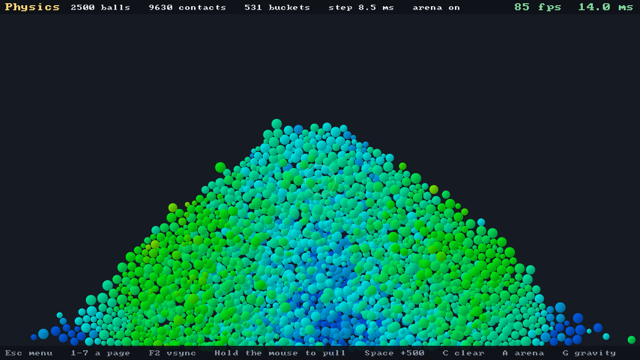 Physics 2500 balls 9630 contacts 531 buckets step 8.5 ms arena on 85 fps 14.0 ms
Esc menu 1-7 a page F2 vsync Hold the mouse to pull Space +500 C clear A arena G gravity